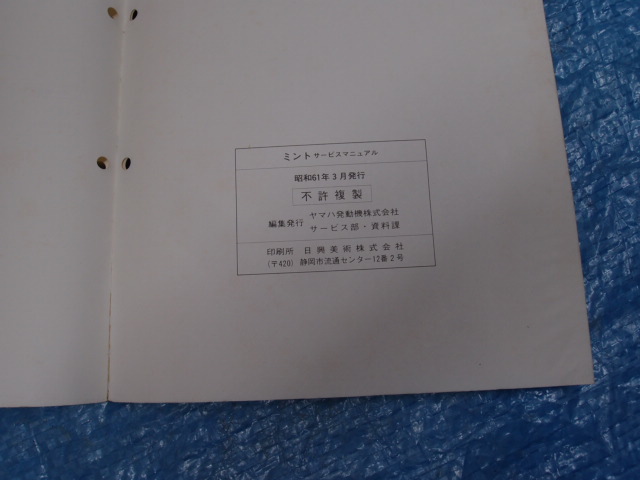 ミントサービスマニュアル
昭和61年3月発行
不許複製
編集発行 ヤマハ発動機株式会社
サービス部・資料課
印刷所 日興美術株式会社
(〒420) 静岡市流通センター12番2号